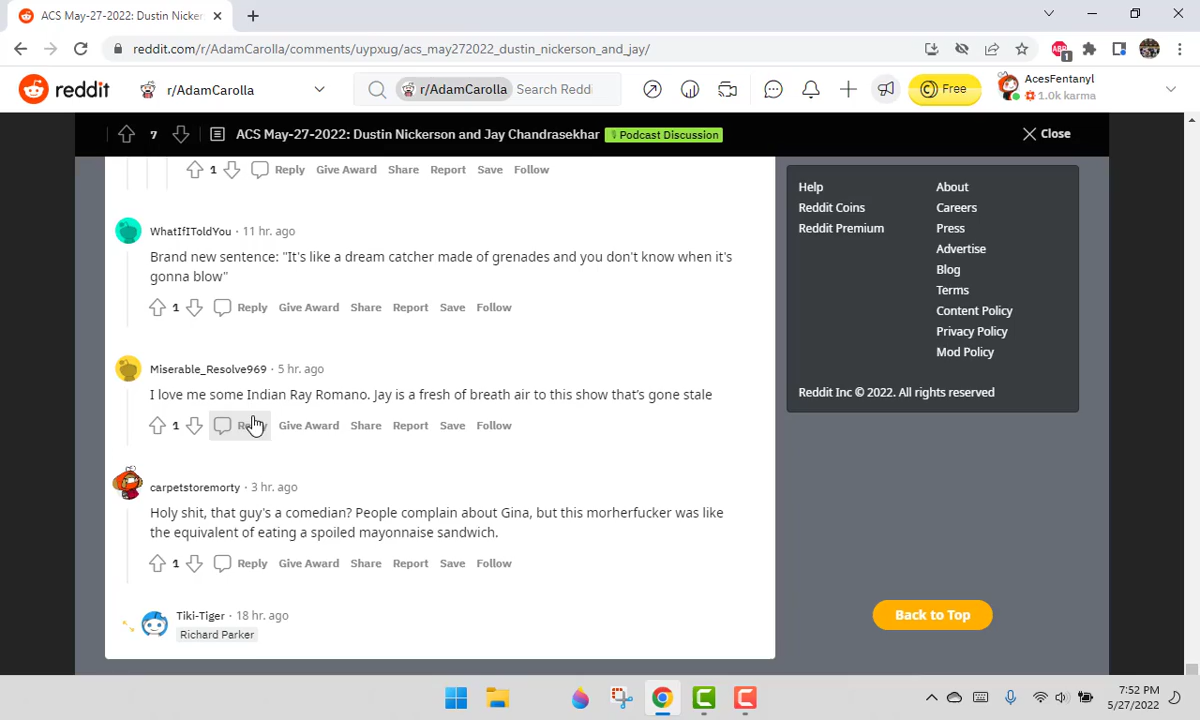 ACS May-27-2022: Dustin Nickerson
reddit.com/r/AdamCarolla/comments/uypxug/acs_may272022_dustin_nickerson_and_jay/
ABP
1
reddit
r/AdamCarolla
r/AdamCarolla Search Reddi
Free
AcesFentanyl
1.0k karma
7 ACS May-27-2022: Dustin Nickerson and Jay Chandrasekhar Podcast Discussion Close
1 Reply Give Award Share Report Save Follow
WhatIfIToldYou · 11 hr. ago
Brand new sentence: "It's like a dream catcher made of grenades and you don't know when it's
gonna blow"
1 Reply Give Award Share Report Save Follow
Miserable_Resolve969 · 5 hr. ago
I love me some Indian Ray Romano. Jay is a fresh of breath air to this show that's gone stale
1 Reply Give Award Share Report Save Follow
carpetstoremorty · 3 hr. ago
Holy shit, that guy's a comedian? People complain about Gina, but this morherfucker was like
the equivalent of eating a spoiled mayonnaise sandwich.
1 Reply Give Award Share Report Save Follow
Tiki-Tiger · 18 hr. ago
Richard Parker
Help About
Reddit Coins Careers
Reddit Premium Press
Advertise
Blog
Terms
Content Policy
Privacy Policy
Mod Policy
Reddit Inc © 2022. All rights reserved
Back to Top
7:52 PM
5/27/2022